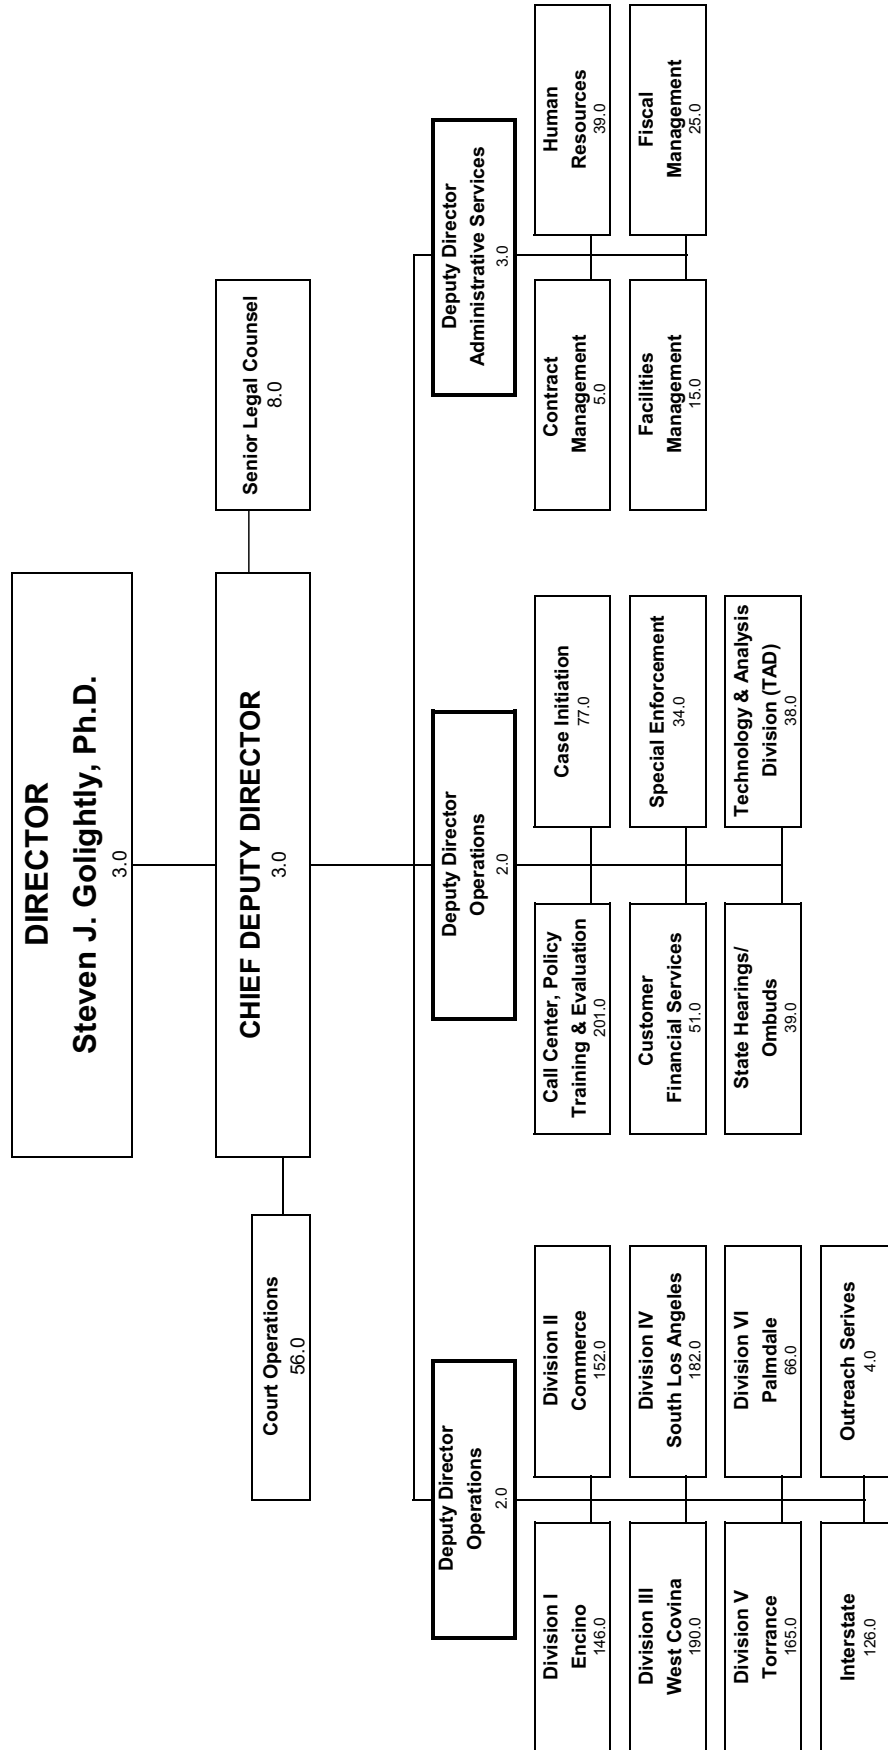 DIRECTOR
Steven J. Golightly, Ph.D.
3.0
CHIEF DEPUTY DIRECTOR
3.0
Court Operations
56.0
Senior Legal Counsel
8.0
Deputy Director
Operations
2.0
Division I
Encino
146.0
Division II
Commerce
152.0
Division III
West Covina
190.0
Division IV
South Los Angeles
182.0
Division V
Torrance
165.0
Division VI
Palmdale
66.0
Interstate
126.0
Outreach Serives
4.0
Deputy Director
Operations
2.0
Call Center, Policy
Training & Evaluation
201.0
Case Initiation
77.0
Customer
Financial Services
51.0
Special Enforcement
34.0
State Hearings/
Ombuds
39.0
Technology & Analysis
Division (TAD)
38.0
Deputy Director
Administrative Services
3.0
Contract
Management
5.0
Human
Resources
39.0
Facilities
Management
15.0
Fiscal
Management
25.0